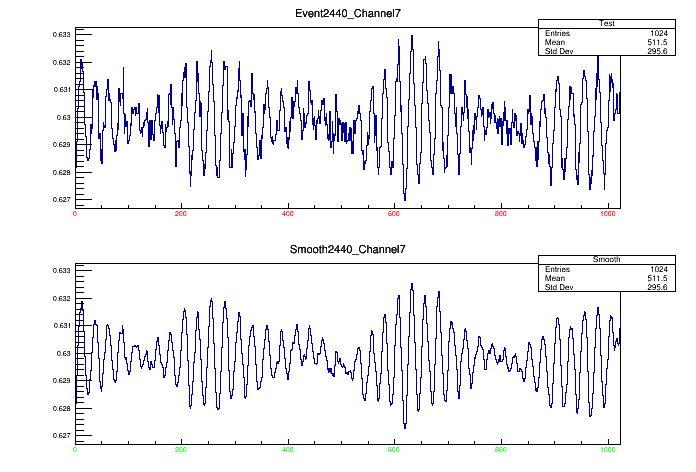 Event2440_Channel7
Test
Entries 1024
Mean 511.5
Std Dev 295.6
0.633
0.632
0.631
0.63
0.629
0.628
0.627
0 200 400 600 800 1000
Smooth2440_Channel7
Smooth
Entries 1024
Mean 511.5
Std Dev 295.6
0.633
0.632
0.631
0.63
0.629
0.628
0.627
0 200 400 600 800 1000